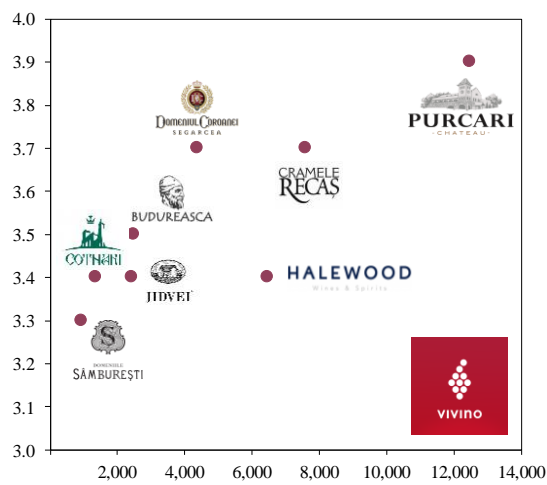 4.0
3.9
3.8
3.7
3.6
3.5
3.4
3.3
3.2
3.1
3.0
DOMENIUL COROANEI
SEGARCEA
PURCARI
·CHATEAU·
CRAMELE
RECAȘ
BUDUREASCA
COTNARI
JIDVEI
HALEWOOD
Wines & Spirits
DOMENIILE
SÂMBUREȘTI
S
VIVINO
2,000 4,000 6,000 8,000 10,000 12,000 14,000